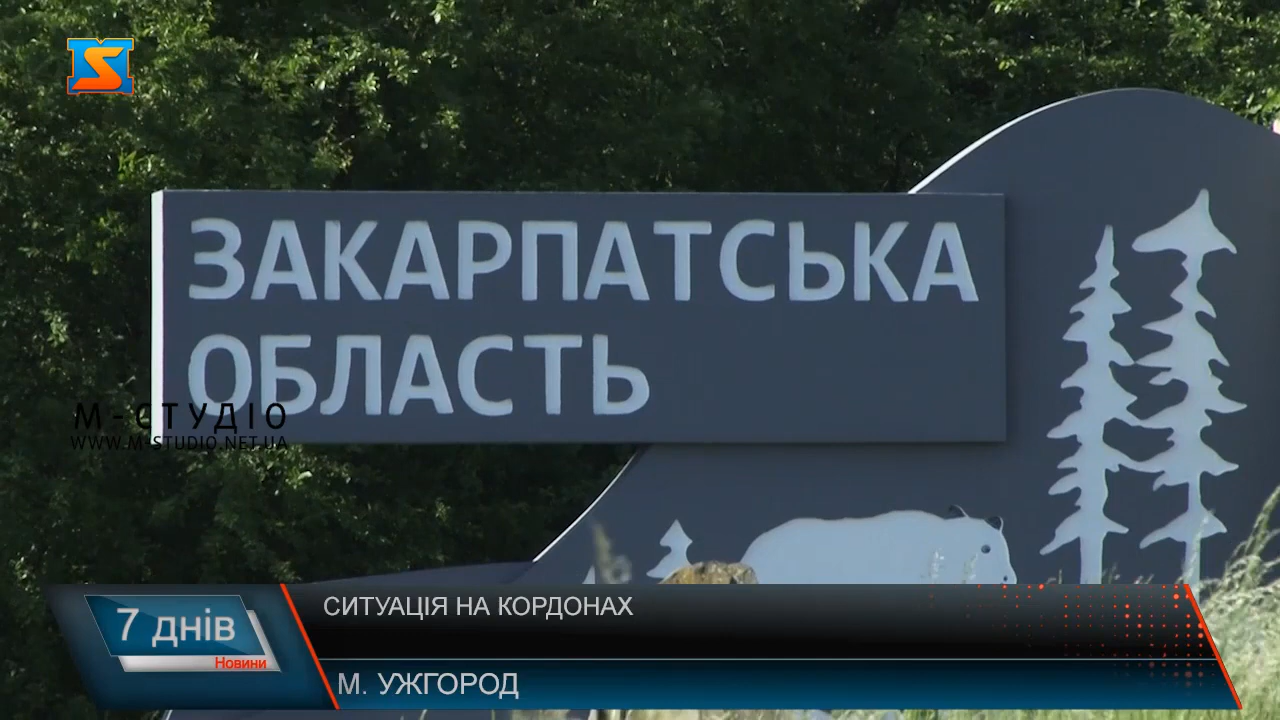 ЗАКАРПАТСЬКА
ОБЛАСТЬ
М-СТУДІО
WWW.M-STUDIO.NET.UA
7 днів
Новини
СИТУАЦІЯ НА КОРДОНАХ
М. УЖГОРОД